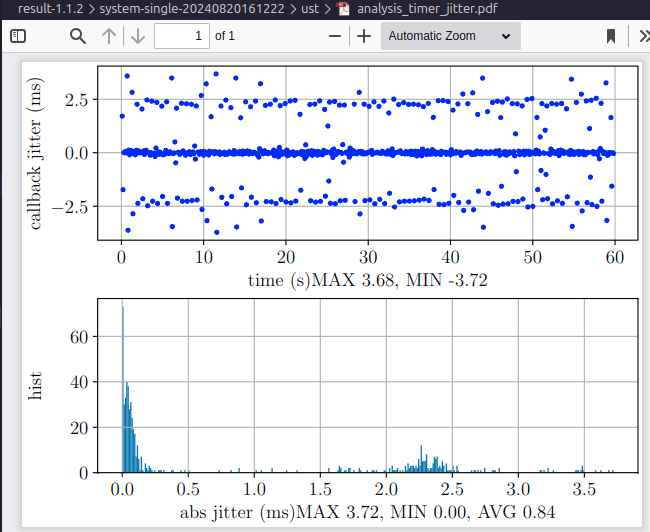 result-1.1.2 > system-single-20240820161222 > ust > analysis_timer_jitter.pdf
1 of 1 Automatic Zoom
callback jitter (ms)
2.5
0.0
−2.5
0 10 20 30 40 50 60
time (s)MAX 3.68, MIN -3.72
hist
60
40
20
0
0.0 0.5 1.0 1.5 2.0 2.5 3.0 3.5
abs jitter (ms)MAX 3.72, MIN 0.00, AVG 0.84